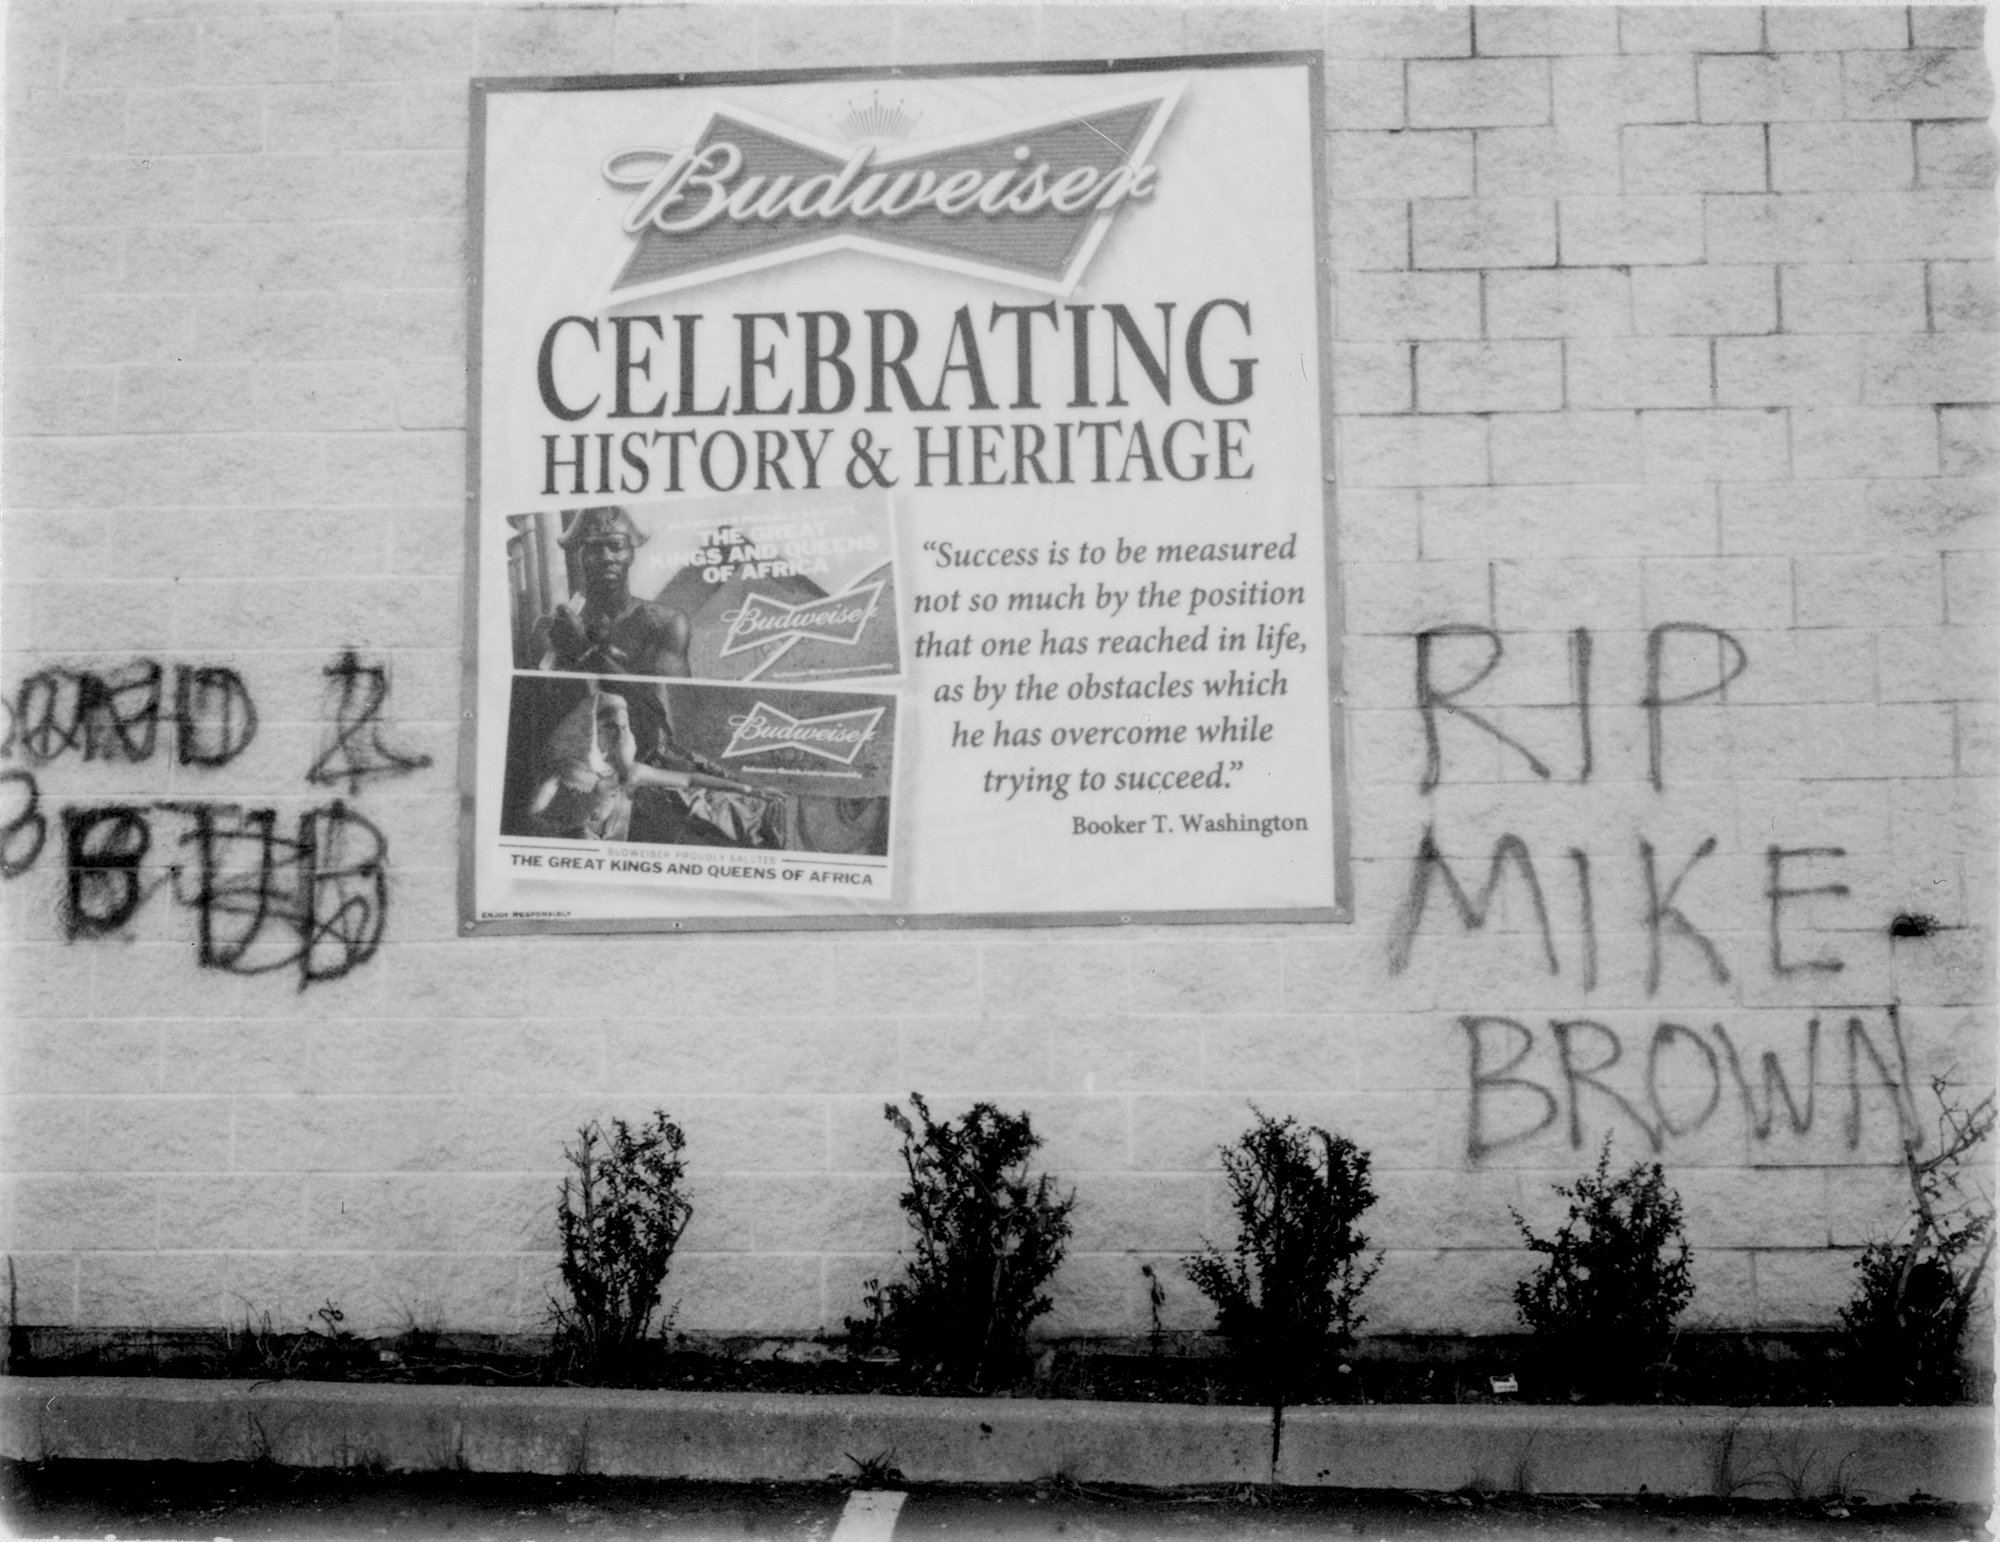 Budweiser
CELEBRATING
HISTORY & HERITAGE
THE GREAT
KINGS AND QUEENS
OF AFRICA
Budweiser
Budweiser
BUDWEISER PROUDLY SALUTES
THE GREAT KINGS AND QUEENS OF AFRICA
ENJOY RESPONSIBLY
“Success is to be measured
not so much by the position
that one has reached in life,
as by the obstacles which
he has overcome while
trying to succeed.”
Booker T. Washington
RIP
MIKE
BROWN